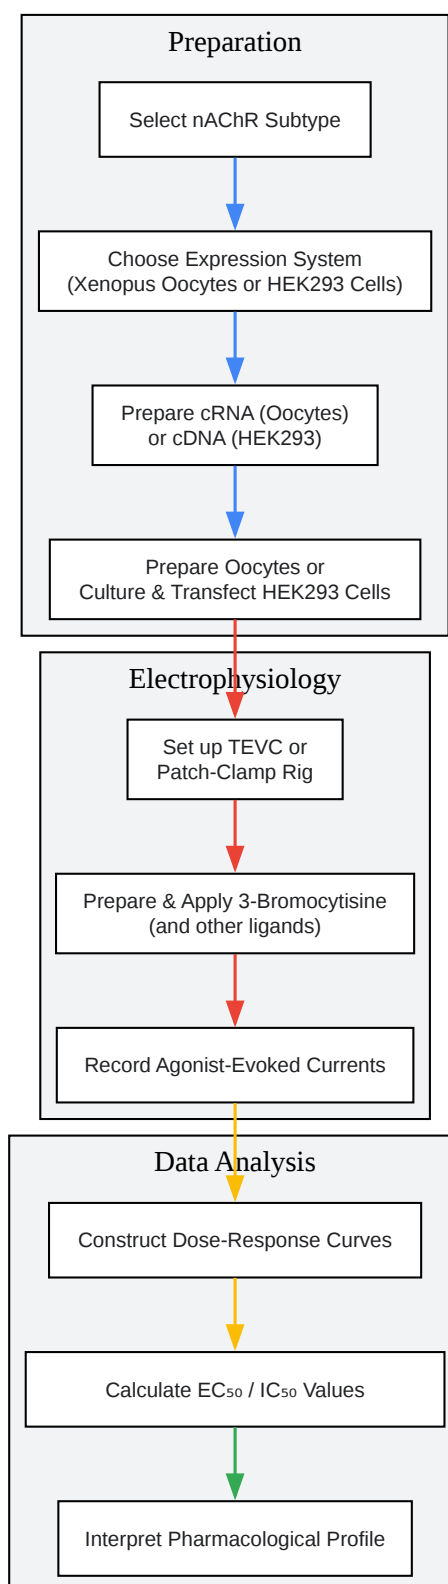 Preparation
Select nAChR Subtype
Choose Expression System
(Xenopus Oocytes or HEK293 Cells)
Prepare cRNA (Oocytes)
or cDNA (HEK293)
Prepare Oocytes or
Culture & Transfect HEK293 Cells
Electrophysiology
Set up TEVC or
Patch-Clamp Rig
Prepare & Apply 3-Bromocytisine
(and other ligands)
Record Agonist-Evoked Currents
Data Analysis
Construct Dose-Response Curves
Calculate EC₅₀ / IC₅₀ Values
Interpret Pharmacological Profile